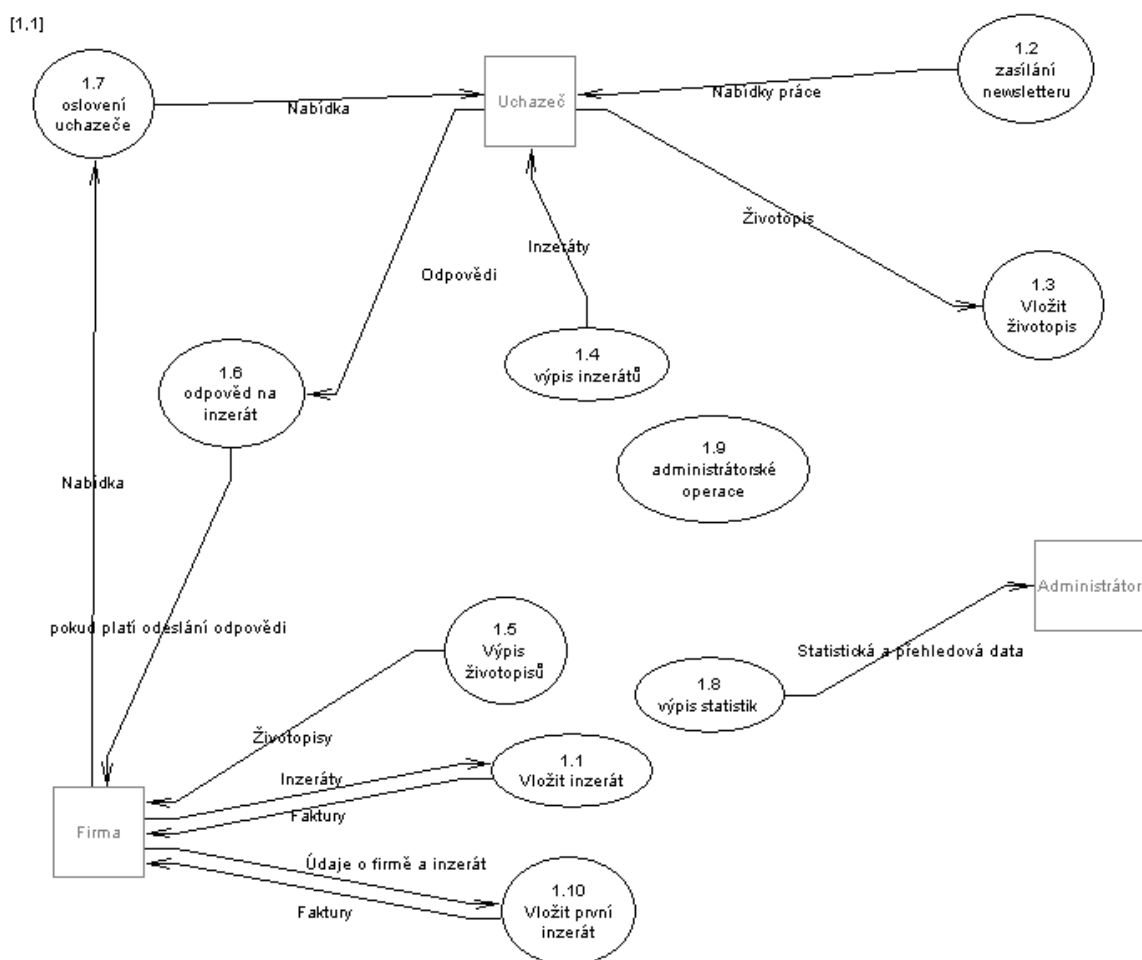 [1,1]
1.7
oslovení
uchazeče
Nabídka
Uchazeč
Nabídky práce
1.2
zasílání
newsletteru
Životopis
Inzeráty
Odpovědi
1.3
Vložit
životopis
1.4
výpis inzerátů
1.6
odpověd na
inzerát
1.9
administrátorské
operace
Nabídka
Administrátor
pokud platí odeslání odpovědi
1.5
Výpis
životopisů
Statistická a přehledová data
1.8
výpis statistik
Životopisy
Inzeráty
1.1
Vložit inzerát
Faktury
Firma
Údaje o firmě a inzerát
1.10
Vložit první
inzerát
Faktury